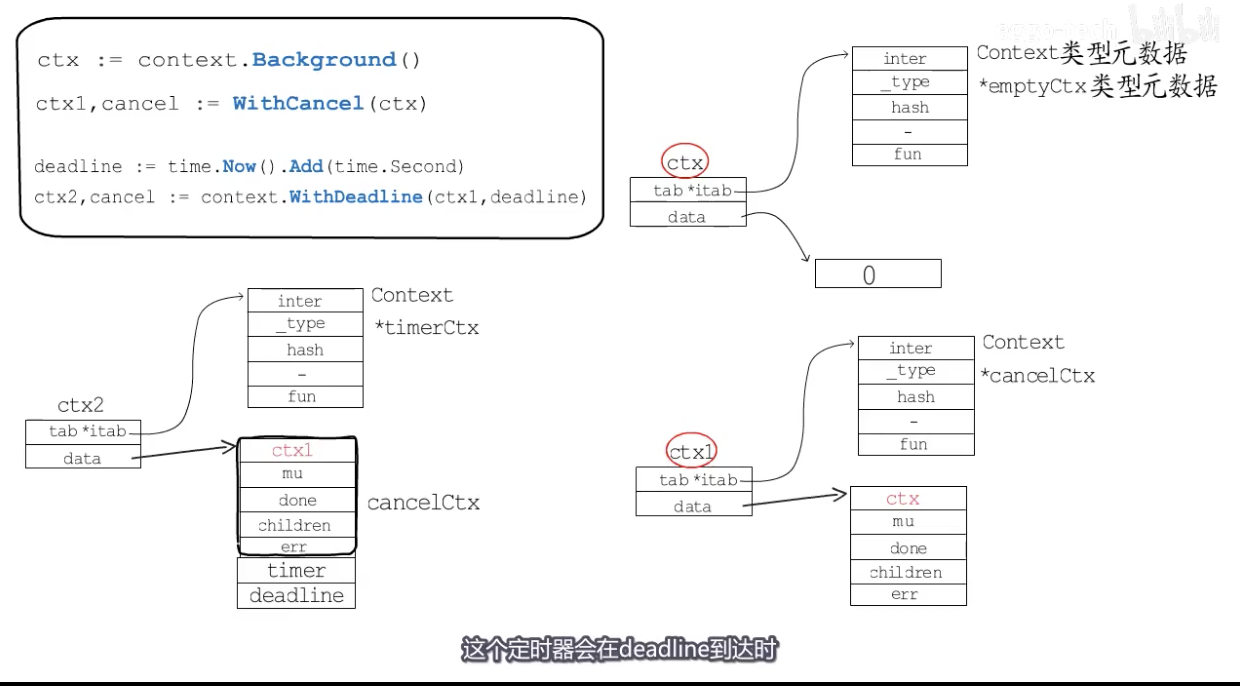 ctx := context.Background()
ctx1,cancel := WithCancel(ctx)
deadline := time.Now().Add(time.Second)
ctx2,cancel := context.WithDeadline(ctx1,deadline)
ctx
tab *itab
data
inter
_type
hash
-
fun
Context类型元数据
*emptyCtx类型元数据
0
ctx2
tab *itab
data
inter
_type
hash
-
fun
Context
*timerCtx
ctx1
mu
done
children
err
timer
deadline
cancelCtx
ctx1
tab *itab
data
inter
_type
hash
-
fun
Context
*cancelCtx
ctx
mu
done
children
err
这个定时器会在deadline到达时